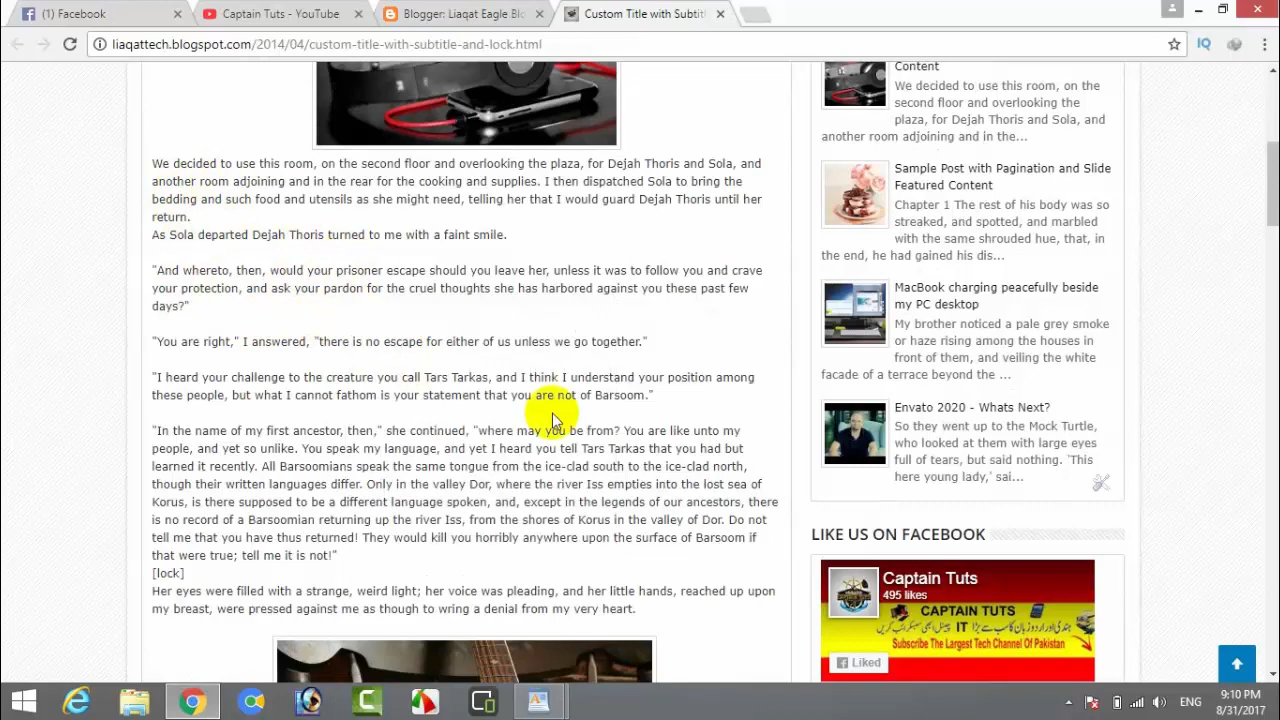 (1) Facebook
Captain Tuts - YouTube
Blogger: Liaqat Eagle Blo
Custom Title with Subtitl
liaqattech.blogspot.com/2014/04/custom-title-with-subtitle-and-lock.html
We decided to use this room, on the second floor and overlooking the plaza, for Dejah Thoris and Sola, and
another room adjoining and in the rear for the cooking and supplies. I then dispatched Sola to bring the
bedding and such food and utensils as she might need, telling her that I would guard Dejah Thoris until her
return.
As Sola departed Dejah Thoris turned to me with a faint smile.
"And whereto, then, would your prisoner escape should you leave her, unless it was to follow you and crave
your protection, and ask your pardon for the cruel thoughts she has harbored against you these past few
days?"
"You are right," I answered, "there is no escape for either of us unless we go together."
"I heard your challenge to the creature you call Tars Tarkas, and I think I understand your position among
these people, but what I cannot fathom is your statement that you are not of Barsoom."
"In the name of my first ancestor, then," she continued, "where may you be from? You are like unto my
people, and yet so unlike. You speak my language, and yet I heard you tell Tars Tarkas that you had but
learned it recently. All Barsoomians speak the same tongue from the ice-clad south to the ice-clad north,
though their written languages differ. Only in the valley Dor, where the river Iss empties into the lost sea of
Korus, is there supposed to be a different language spoken, and, except in the legends of our ancestors, there
is no record of a Barsoomian returning up the river Iss, from the shores of Korus in the valley of Dor. Do not
tell me that you have thus returned! They would kill you horribly anywhere upon the surface of Barsoom if
that were true; tell me it is not!"
[lock]
Her eyes were filled with a strange, weird light; her voice was pleading, and her little hands, reached up upon
my breast, were pressed against me as though to wring a denial from my very heart.
Content
We decided to use this room, on the
second floor and overlooking the
plaza, for Dejah Thoris and Sola, and
another room adjoining and in the...
Sample Post with Pagination and Slide
Featured Content
Chapter 1 The rest of his body was so
streaked, and spotted, and marbled
with the same shrouded hue, that, in
the end, he had gained his dis...
MacBook charging peacefully beside
my PC desktop
My brother noticed a pale grey smoke
or haze rising among the houses in
front of them, and veiling the white
facade of a terrace beyond the ...
Envato 2020 - Whats Next?
So they went up to the Mock Turtle,
who looked at them with large eyes
full of tears, but said nothing. 'This
here young lady,' sai...
LIKE US ON FACEBOOK
Captain Tuts
495 likes
CAPTAIN TUTS
Subscribe The Largest Tech Channel Of Pakistan
Liked
ENG
9:10 PM
8/31/2017